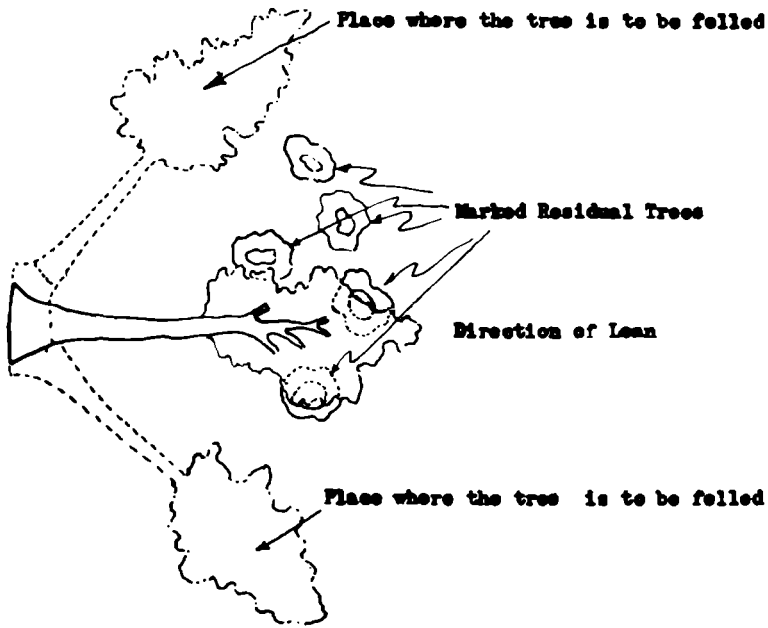 Place where the tree is to be felled
Marked Residual Trees
Direction of Lean
Place where the tree is to be felled